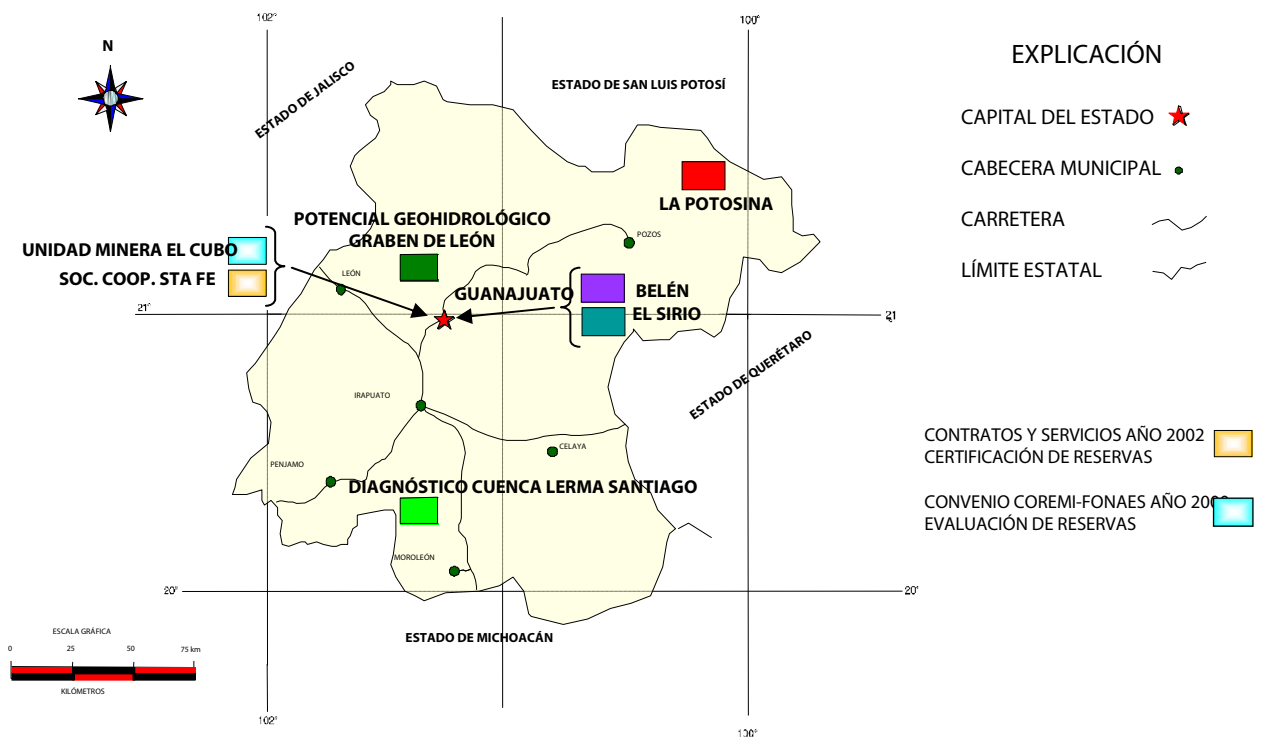 102°
100°
N
ESTADO DE JALISCO
ESTADO DE SAN LUIS POTOSÍ
EXPLICACIÓN
CAPITAL DEL ESTADO
CABECERA MUNICIPAL
CARRETERA
LÍMITE ESTATAL
LA POTOSINA
POTENCIAL GEOHIDROLÓGICO
GRABEN DE LEÓN
POZOS
UNIDAD MINERA EL CUBO
SOC. COOP. STA FE
LEÓN
GUANAJUATO
BELÉN
EL SIRIO
21°
21
ESTADO DE QUERÉTARO
IRAPUATO
CELAYA
PENJAMO
DIAGNÓSTICO CUENCA LERMA SANTIAGO
MOROLEÓN
CONTRATOS Y SERVICIOS AÑO 2002
CERTIFICACIÓN DE RESERVAS
CONVENIO COREMI-FONAES AÑO
EVALUACIÓN DE RESERVAS
20°
20°
ESTADO DE MICHOACÁN
ESCALA GRÁFICA
0 25 50 75 km
KILÓMETROS
102°
100°